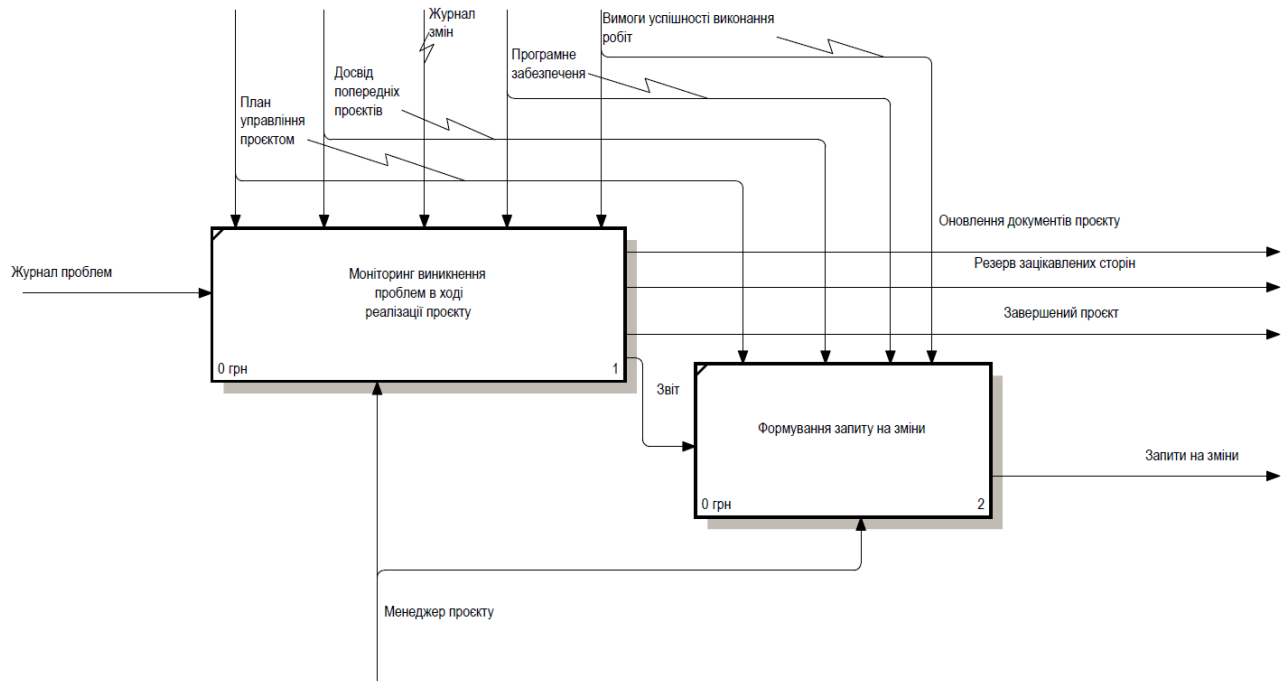 Журнал
змін
Вимоги успішності виконання
робіт
Програмне
забезпеченя
Досвід
попередніх
проєктів
План
управління
проєктом
Журнал проблем
Моніторинг виникнення
проблем в ході
реалізації проєкту
0 грн
1
Оновлення документів проєкту
Резерв зацікавлених сторін
Завершений проєкт
Звіт
Формування запиту на зміни
0 грн
2
Запити на зміни
Менеджер проєкту